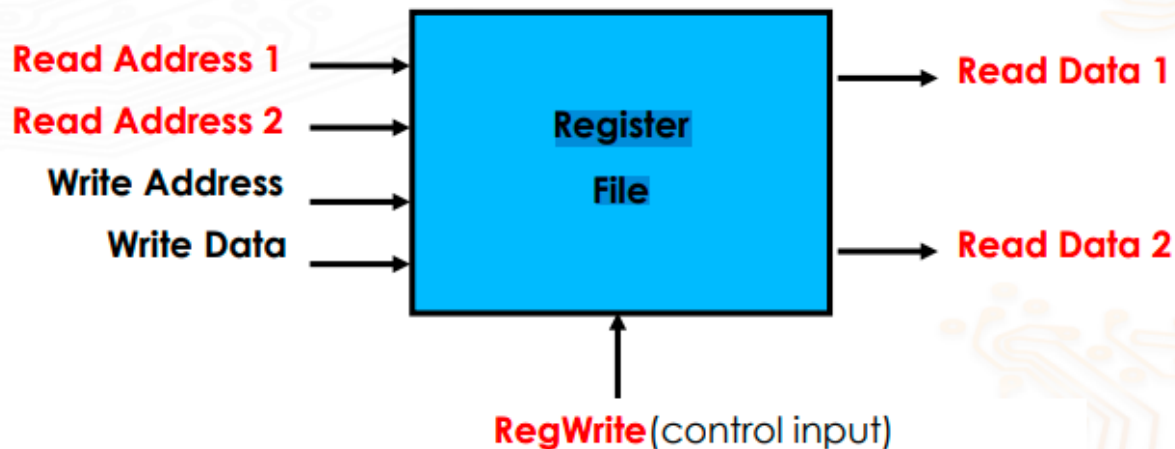 Read Address 1
Read Address 2
Write Address
Write Data
Register
File
Read Data 1
Read Data 2
RegWrite(control input)